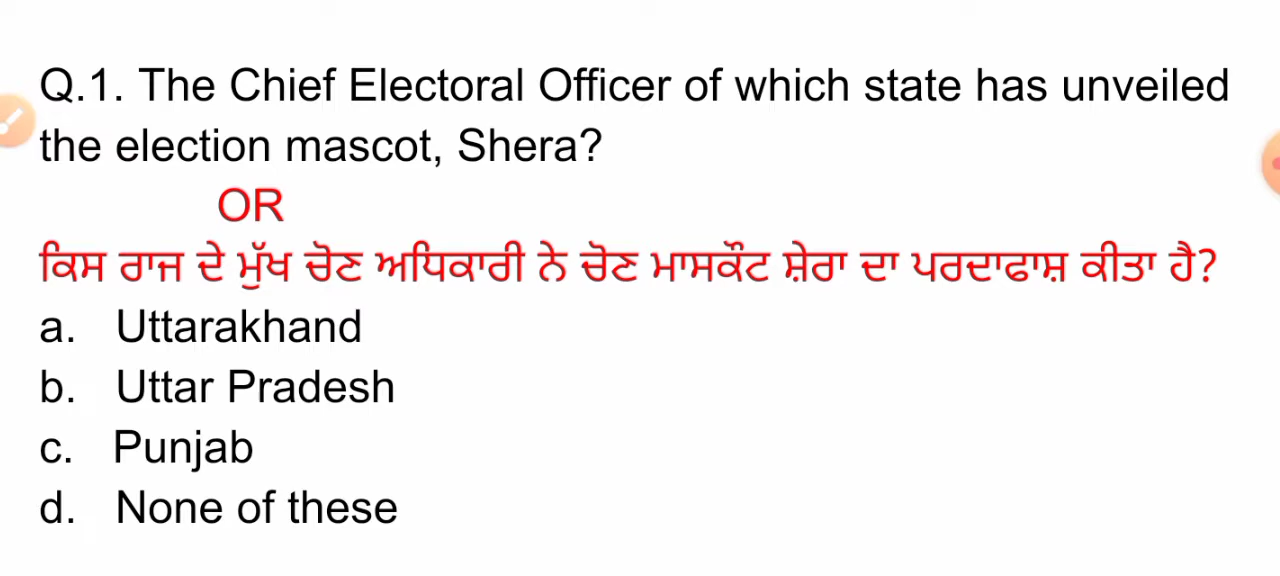 Q.1. The Chief Electoral Officer of which state has unveiled
the election mascot, Shera?
OR
ਕਿਸ ਰਾਜ ਦੇ ਮੁੱਖ ਚੋਣ ਅਧਿਕਾਰੀ ਨੇ ਚੋਣ ਮਾਸਕੌਟ ਸ਼ੇਰਾ ਦਾ ਪਰਦਾਫਾਸ਼ ਕੀਤਾ ਹੈ?
a. Uttarakhand
b. Uttar Pradesh
c. Punjab
d. None of these